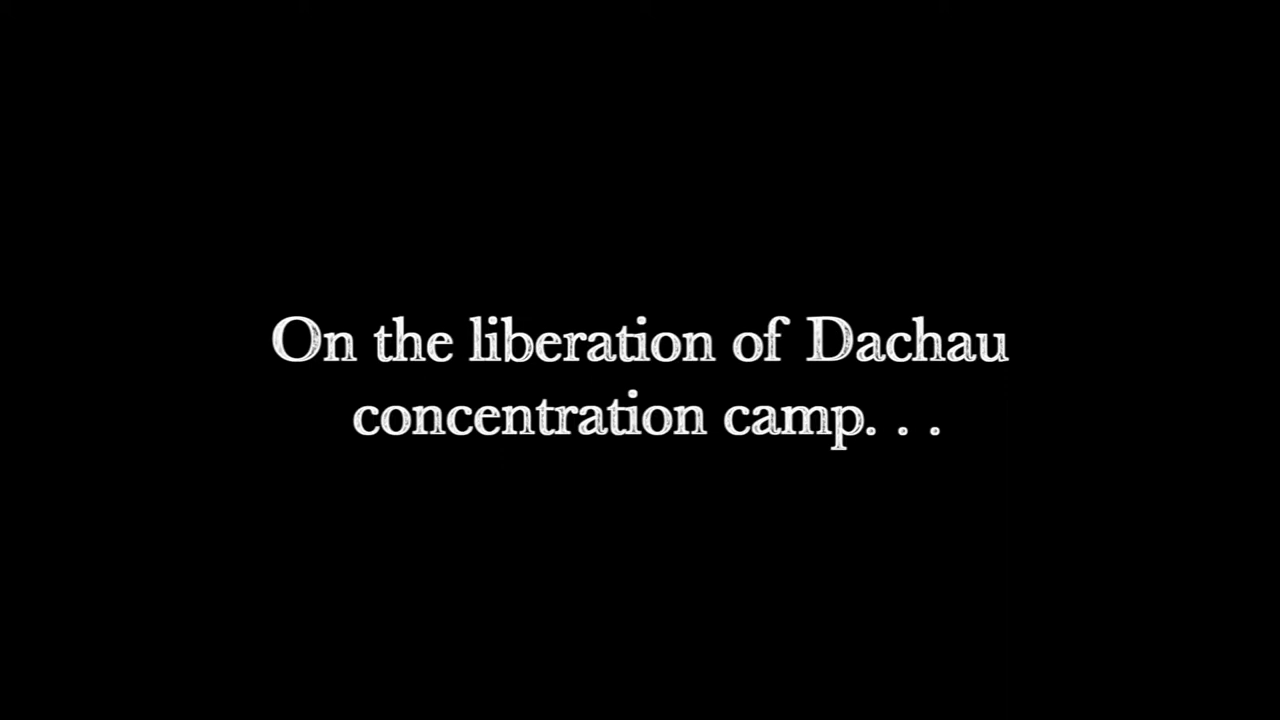 On the liberation of Dachau
concentration camp. . .